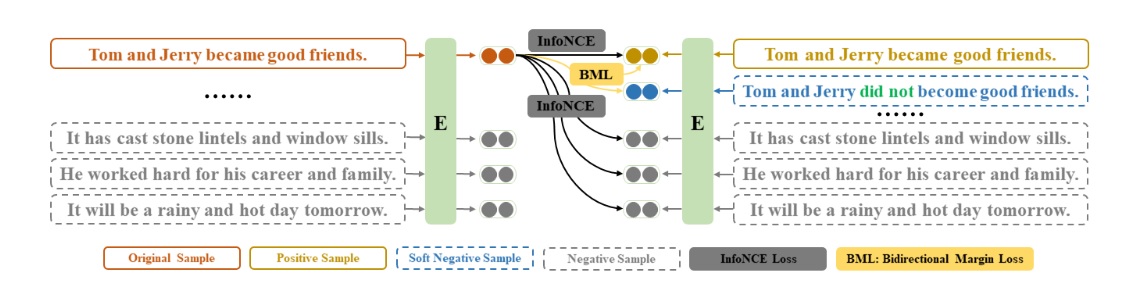 InfoNCE
Tom and Jerry became good friends.
Tom and Jerry became good friends.
BML
......
Tom and Jerry did not become good friends.
InfoNCE
......
E
E
It has cast stone lintels and window sills.
It has cast stone lintels and window sills.
He worked hard for his career and family.
He worked hard for his career and family.
It will be a rainy and hot day tomorrow.
It will be a rainy and hot day tomorrow.
Original Sample
Positive Sample
Soft Negative Sample
Negative Sample
InfoNCE Loss
BML: Bidirectional Margin Loss